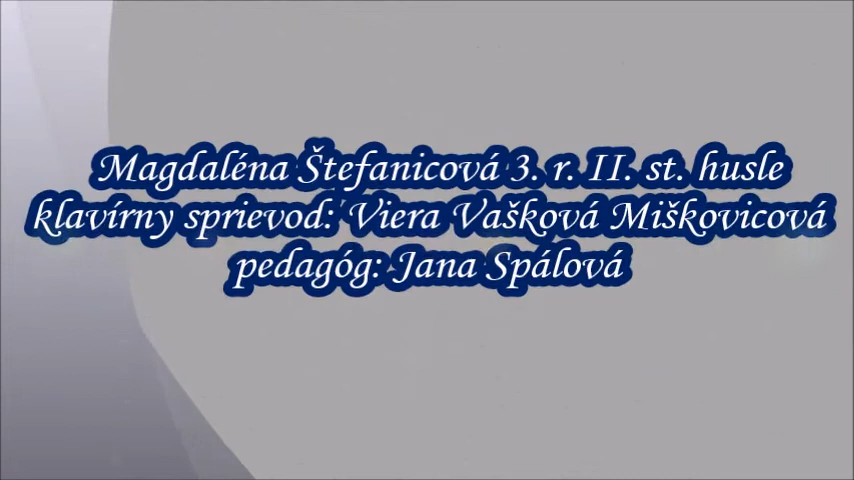 Magdaléna Štefanicová 3. r. II. st. husle
klavírny sprievod: Viera Vašková Miškovicová
pedagóg: Jana Spálová